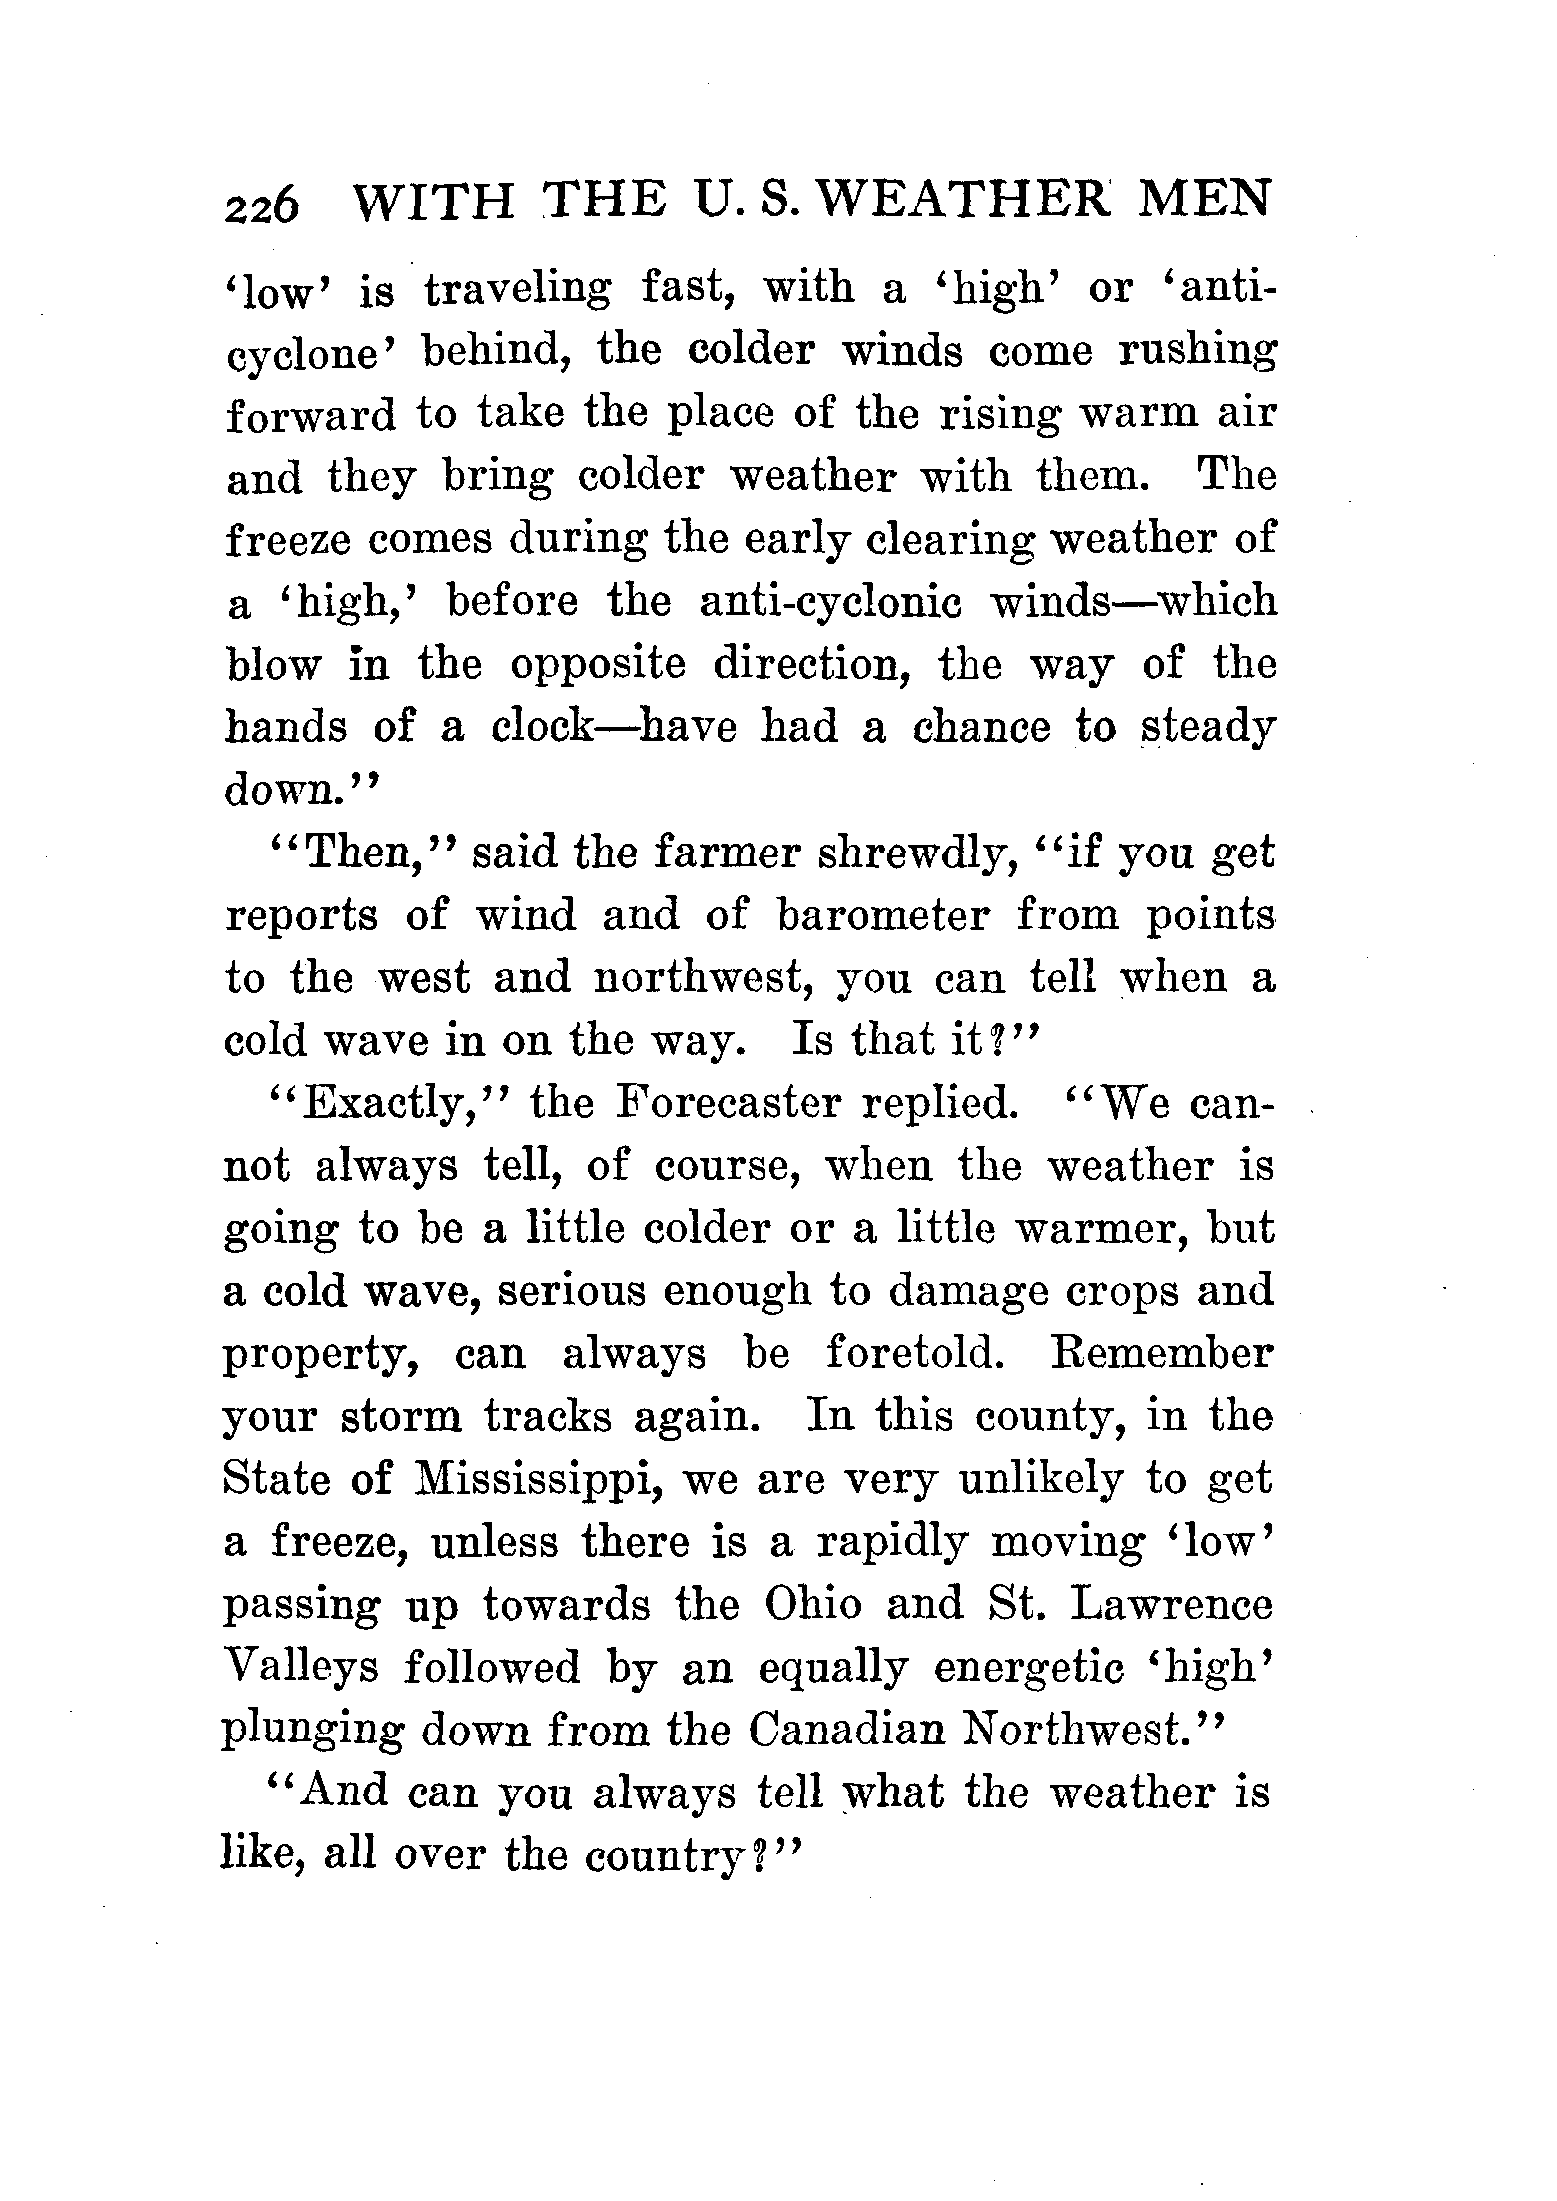 226 WITH THE U. S. WEATHER MEN
‘low’ is traveling fast, with a ‘high’ or ‘anti-
cyclone’ behind, the colder winds come rushing
forward to take the place of the rising warm air
and they bring colder weather with them. The
freeze comes during the early clearing weather of
a ‘high,’ before the anti-cyclonic winds—which
blow in the opposite direction, the way of the
hands of a clock—have had a chance to steady
down.’’
‘‘Then,’’ said the farmer shrewdly, ‘‘if you get
reports of wind and of barometer from points
to the west and northwest, you can tell when a
cold wave in on the way. Is that it?’’
‘‘Exactly,’’ the Forecaster replied. ‘‘We can-
not always tell, of course, when the weather is
going to be a little colder or a little warmer, but
a cold wave, serious enough to damage crops and
property, can always be foretold. Remember
your storm tracks again. In this county, in the
State of Mississippi, we are very unlikely to get
a freeze, unless there is a rapidly moving ‘low’
passing up towards the Ohio and St. Lawrence
Valleys followed by an equally energetic ‘high’
plunging down from the Canadian Northwest.’’
‘‘And can you always tell what the weather is
like, all over the country?’’